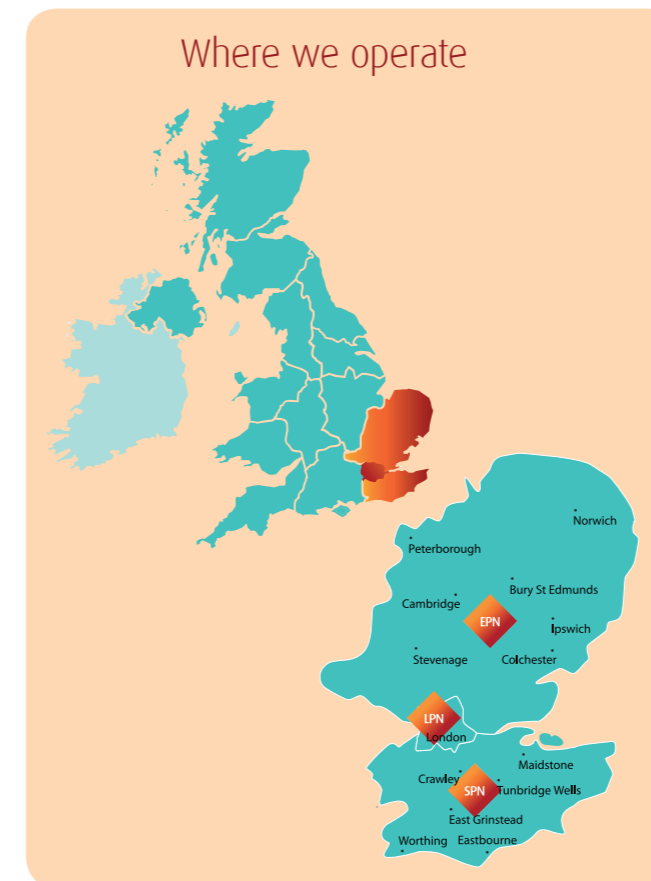 Where we operate
Norwich
Peterborough
Bury St Edmunds
Cambridge
EPN
Ipswich
Stevenage
Colchester
LPN
London
Maidstone
Crawley
SPN
Tunbridge Wells
East Grinstead
Worthing
Eastbourne